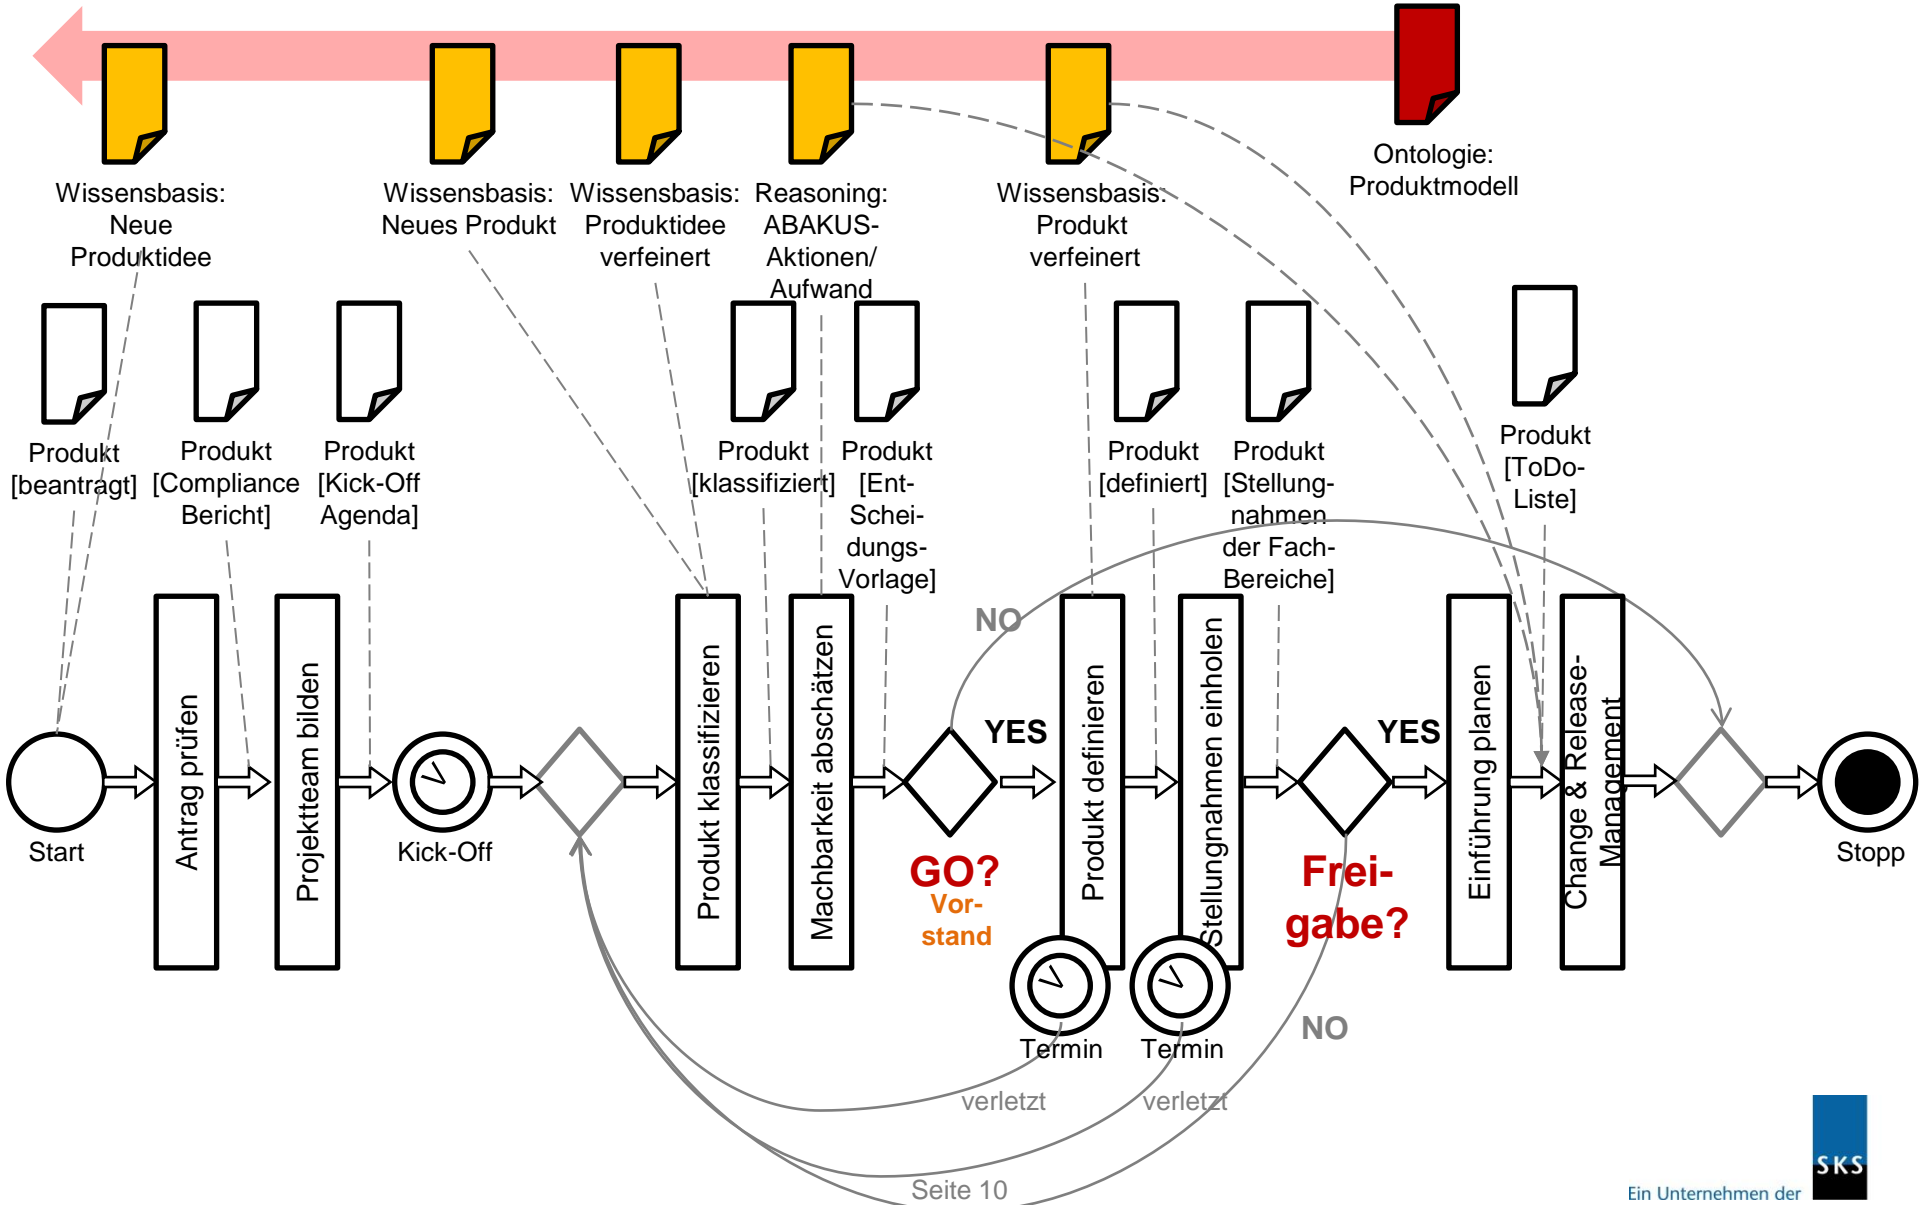 Ontologie:
Produktmodell
Wissensbasis:
Neue
Produktidee
Wissensbasis:
Neues Produkt
Wissensbasis:
Produktidee
verfeinert
Reasoning:
ABAKUS-
Aktionen/
Aufwand
Wissensbasis:
Produkt
verfeinert
Produkt
[beantragt]
Produkt
[Compliance
Bericht]
Produkt
[Kick-Off
Agenda]
Produkt
[klassifiziert]
Produkt
[Ent-
Schei-
dungs-
Vorlage]
Produkt
[definiert]
Produkt
[Stellung-
nahmen
der Fach-
Bereiche]
Produkt
[ToDo-
Liste]
Start
Antrag prüfen
Projektteam bilden
Kick-Off
Produkt klassifizieren
Machbarkeit abschätzen
NO
YES
GO?
Vor-
stand
Produkt definieren
Stellungnahmen einholen
YES
Frei-
gabe?
NO
Einführung planen
Change & Release-
Management
Stopp
Termin
Termin
verletzt
verletzt
Seite 10
SKS
Ein Unternehmen der